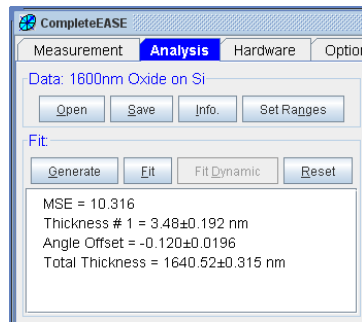 CompleteEASE
Measurement Analysis Hardware Optio
Data: 1600nm Oxide on Si
Open Save Info. Set Ranges
Fit:
Generate Fit Fit Dynamic Reset
MSE = 10.316
Thickness # 1 = 3.48±0.192 nm
Angle Offset = -0.120±0.0196
Total Thickness = 1640.52±0.315 nm